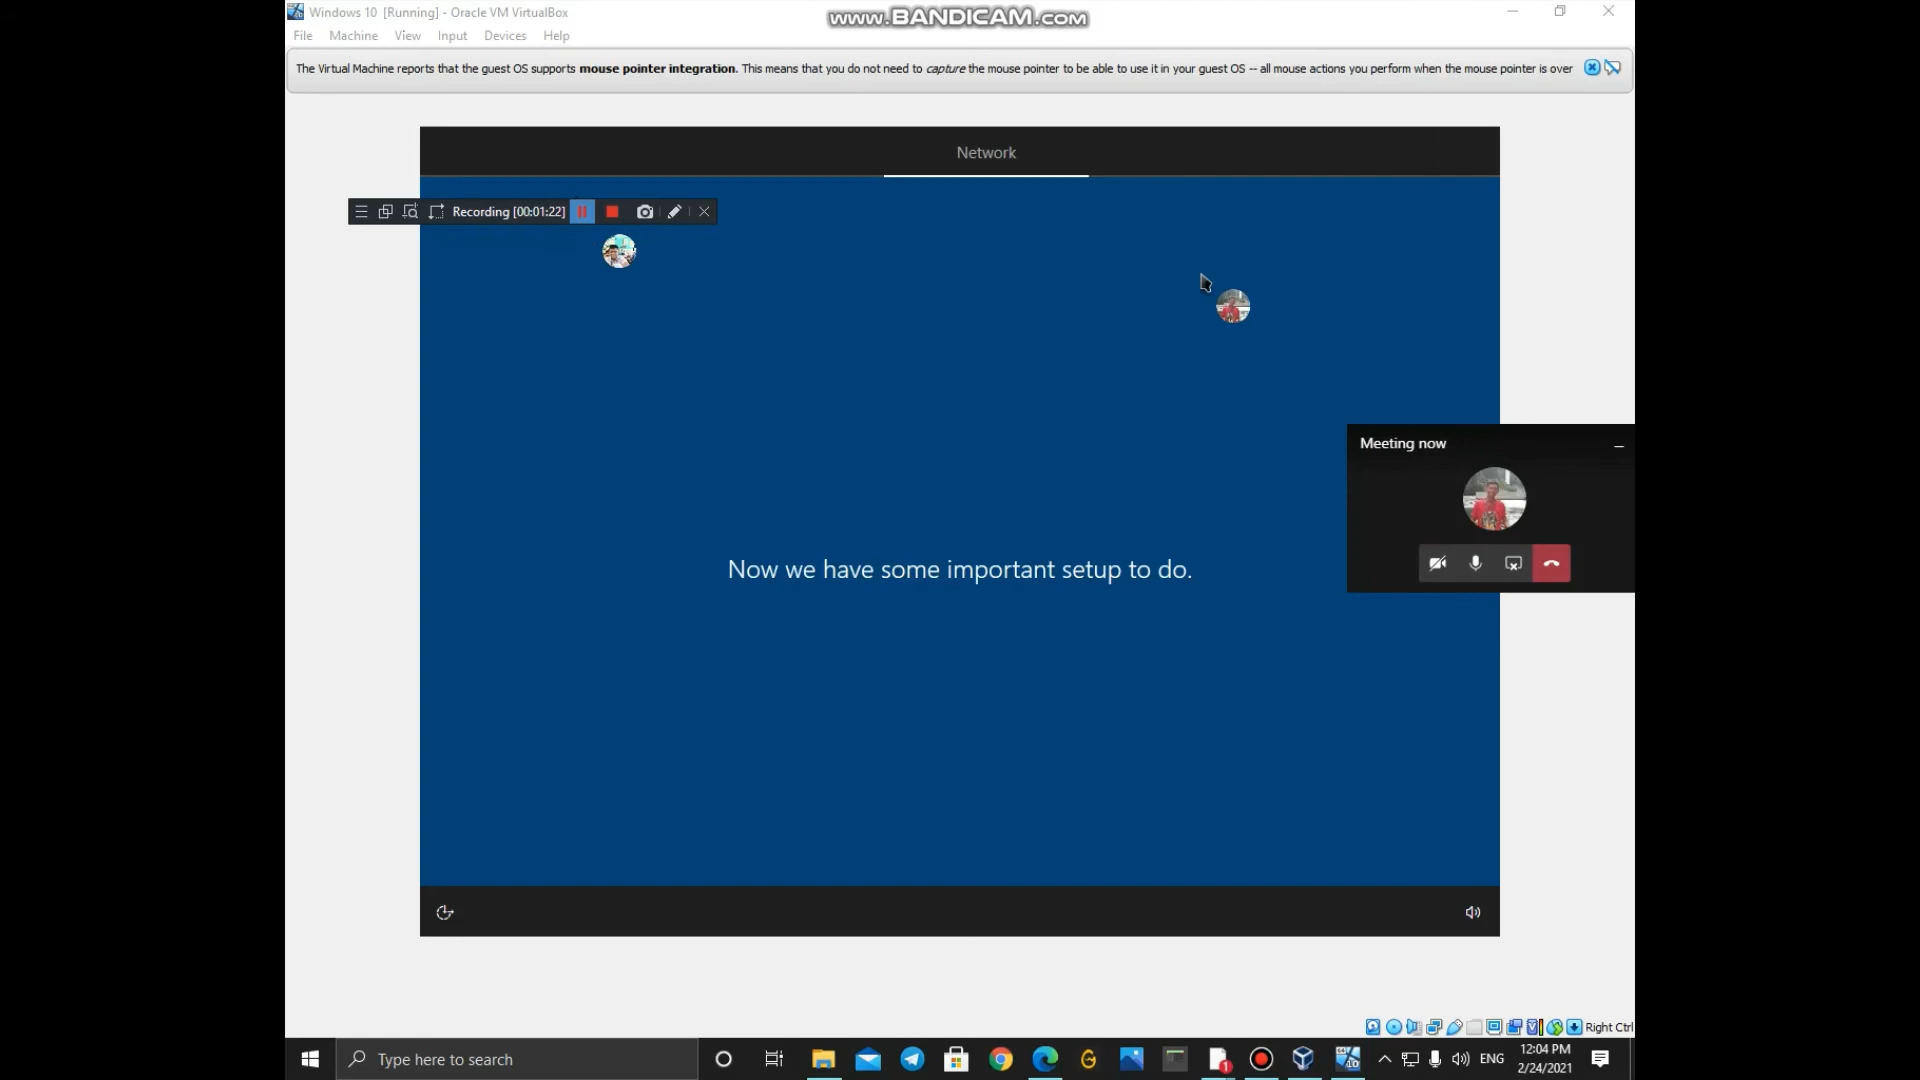 Windows 10 [Running] - Oracle VM VirtualBox
www.BANDICAM.com
File Machine View Input Devices Help
The Virtual Machine reports that the guest OS supports mouse pointer integration. This means that you do not need to capture the mouse pointer to be able to use it in your guest OS -- all mouse actions you perform when the mouse pointer is over
Network
Recording [00:01:22]
Meeting now
Now we have some important setup to do.
Right Ctrl
Type here to search
ENG
12:04 PM
2/24/2021